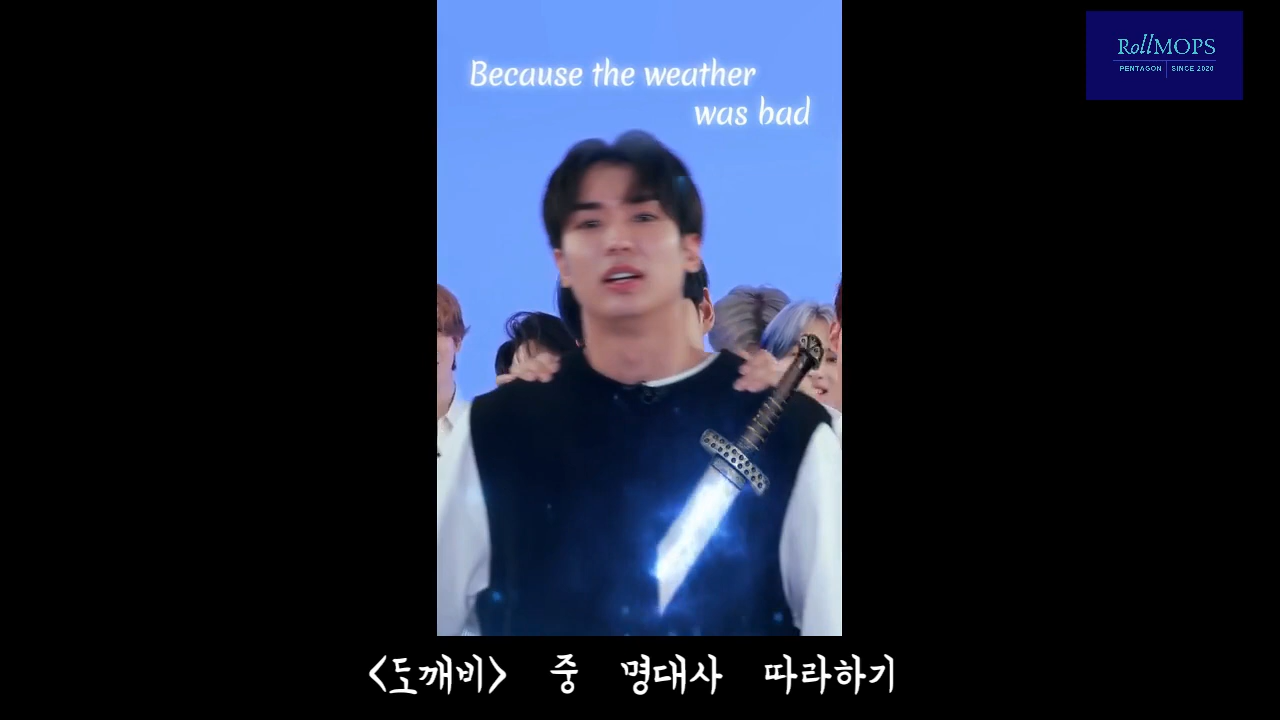 Because the weather
was bad
RollMOPS
PENTAGON SINCE 2020
<도깨비> 중 명대사 따라하기